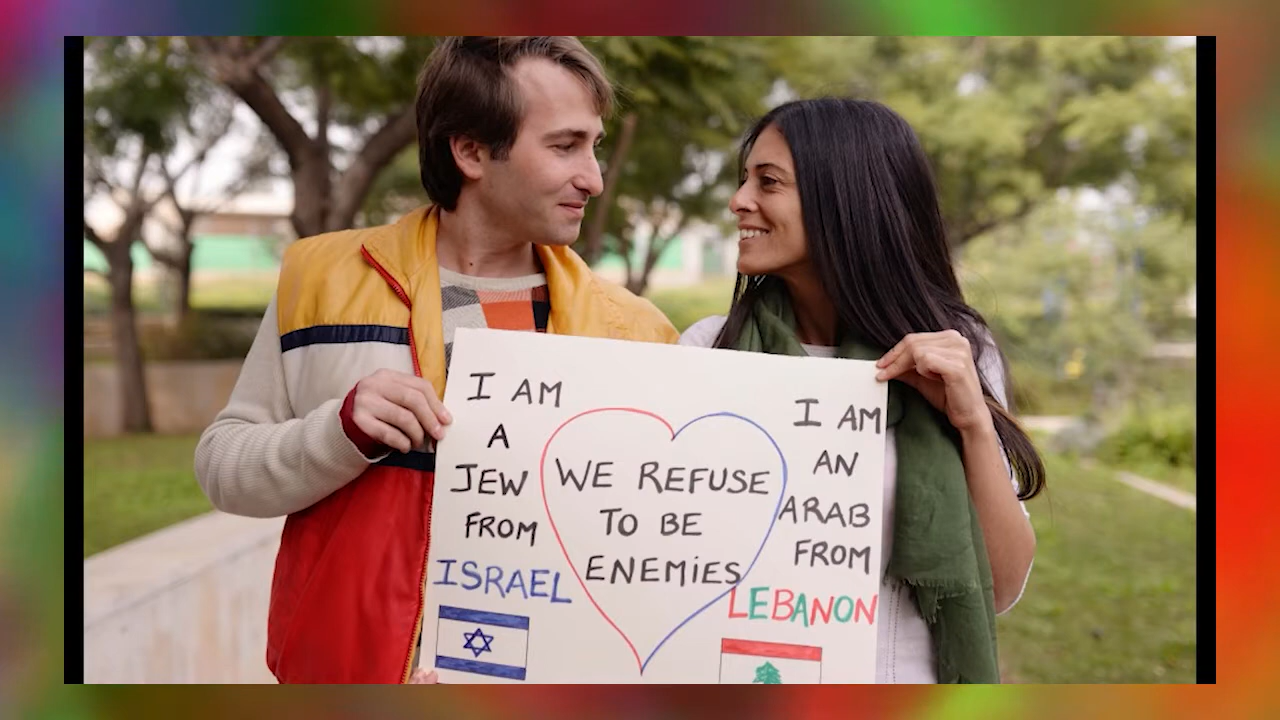 I AM
A
JEW
FROM
ISRAEL
WE REFUSE
TO BE
ENEMIES
I AM
AN
ARAB
FROM
LEBANON